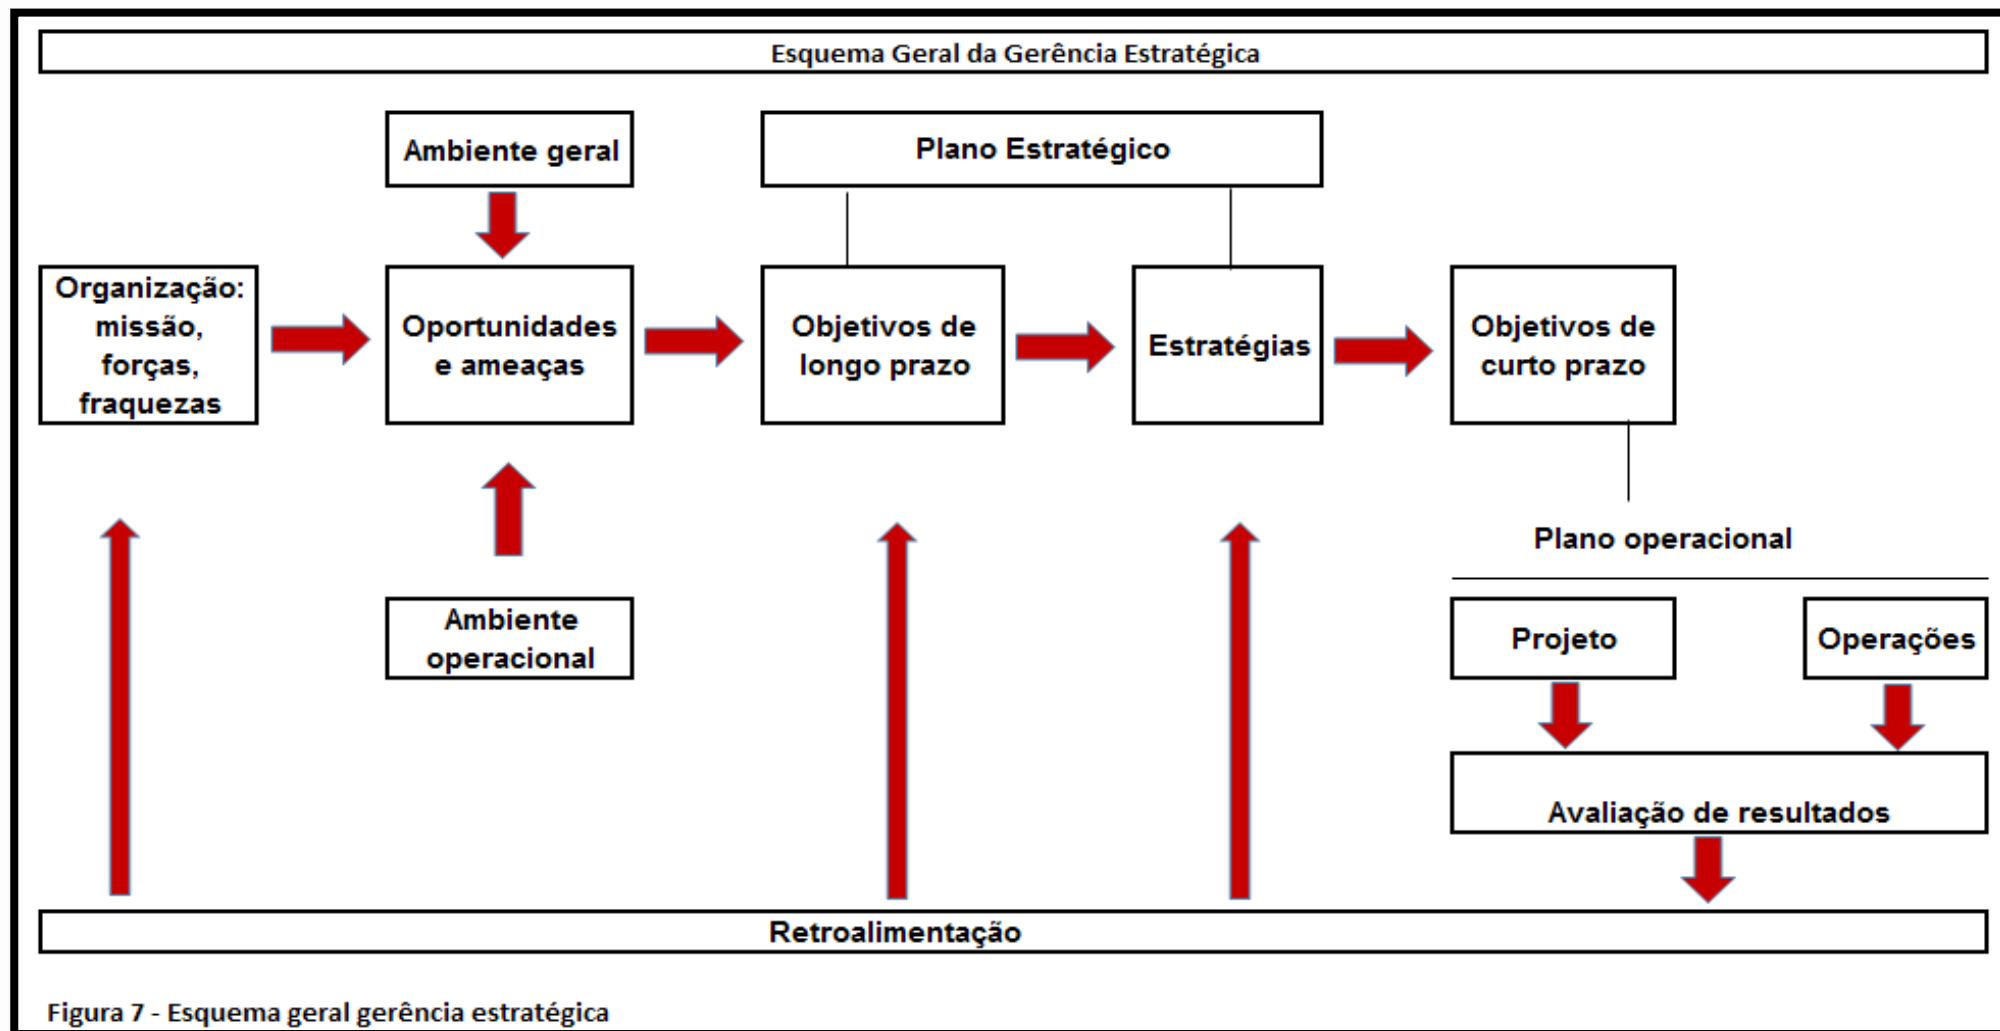 Esquema Geral da Gerência Estratégica
Ambiente geral
Plano Estratégico
Organização:
missão,
forças,
fraquezas
Oportunidades
e ameaças
Objetivos de
longo prazo
Estratégias
Objetivos de
curto prazo
Plano operacional
Ambiente
operacional
Projeto
Operações
Avaliação de resultados
Retroalimentação
Figura 7 - Esquema geral gerência estratégica